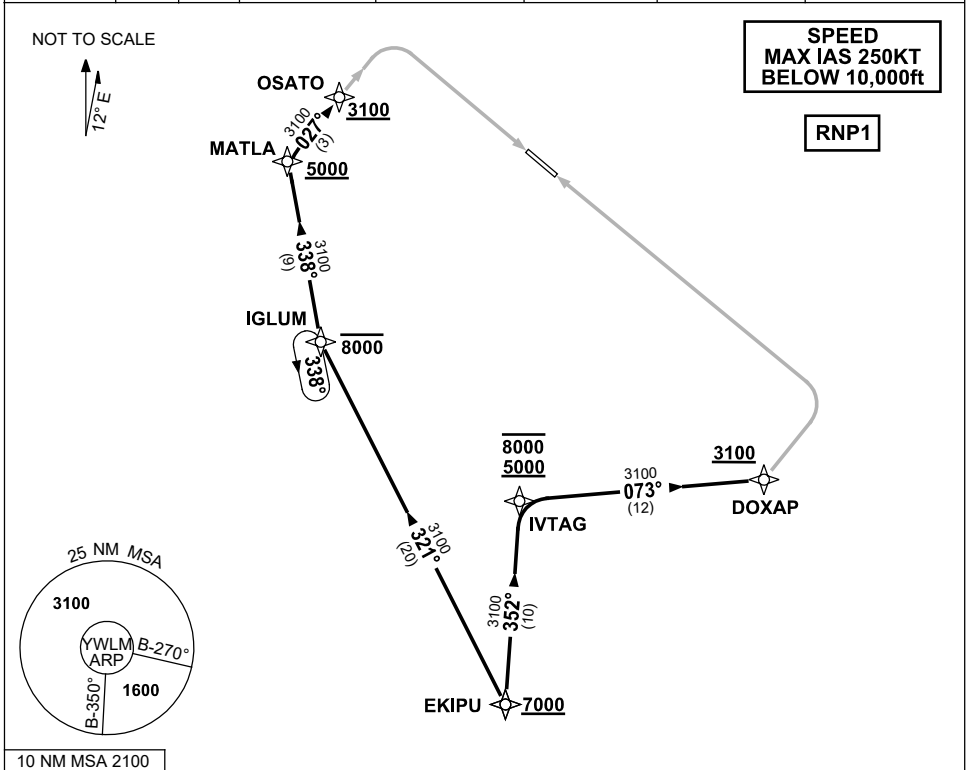 NOT TO SCALE
12° E
SPEED
MAX IAS 250KT
BELOW 10,000ft
RNP1
OSATO
3100
3100
027°
(3)
MATLA
5000
3100
338°
(9)
IGLUM
8000
338°
8000
5000
IVTAG
3100
3100
073°
(12)
DOXAP
3100
321°
(20)
3100
352°
(10)
EKIPU
7000
25 NM MSA
3100
YWLM
ARP
B-270°
B-350°
1600
10 NM MSA 2100